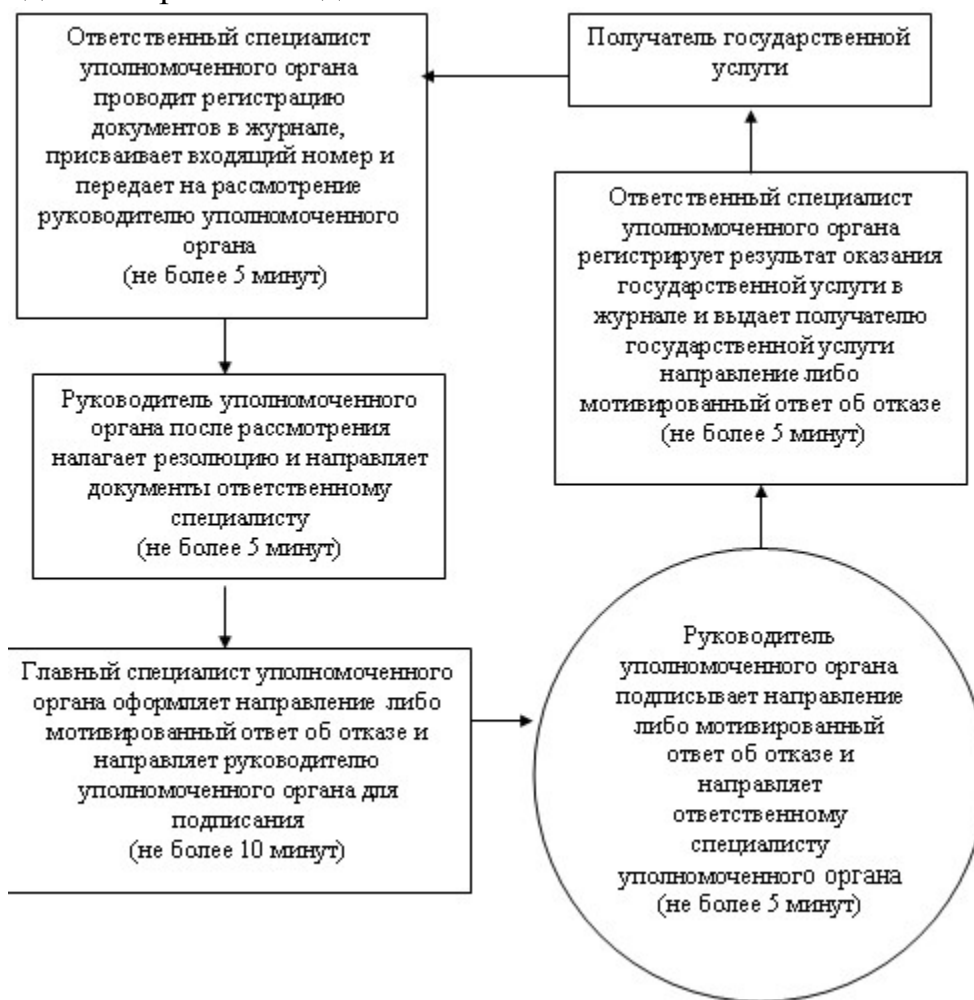 Ответственный специалист
уполномоченного органа
проводит регистрацию
документов в журнале,
присваивает входящий номер и
передает на рассмотрение
руководителю уполномоченного
органа
(не более 5 минут)
Получатель государственной
услуги
Руководитель уполномоченного
органа после рассмотрения
налагает резолюцию и направляет
документы ответственному
специалисту
(не более 5 минут)
Ответственный специалист
уполномоченного органа
регистрирует результат оказания
государственной услуги в
журнале и выдает получателю
государственной услуги
направление либо
мотивированный ответ об отказе
(не более 5 минут)
Главный специалист уполномоченного
органа оформляет направление либо
мотивированный ответ об отказе и
направляет руководителю
уполномоченного органа для
подписания
(не более 10 минут)
Руководитель
уполномоченного органа
подписывает направление
либо мотивированный
ответ об отказе и
направляет
ответственному
специалисту
уполномоченного органа
(не более 5 минут)